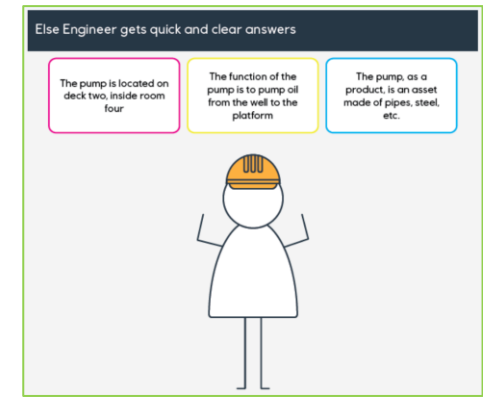 Else Engineer gets quick and clear answers
The pump is located on
deck two, inside room
four
The function of the
pump is to pump oil
from the well to the
platform
The pump, as a
product, is an asset
made of pipes, steel,
etc.